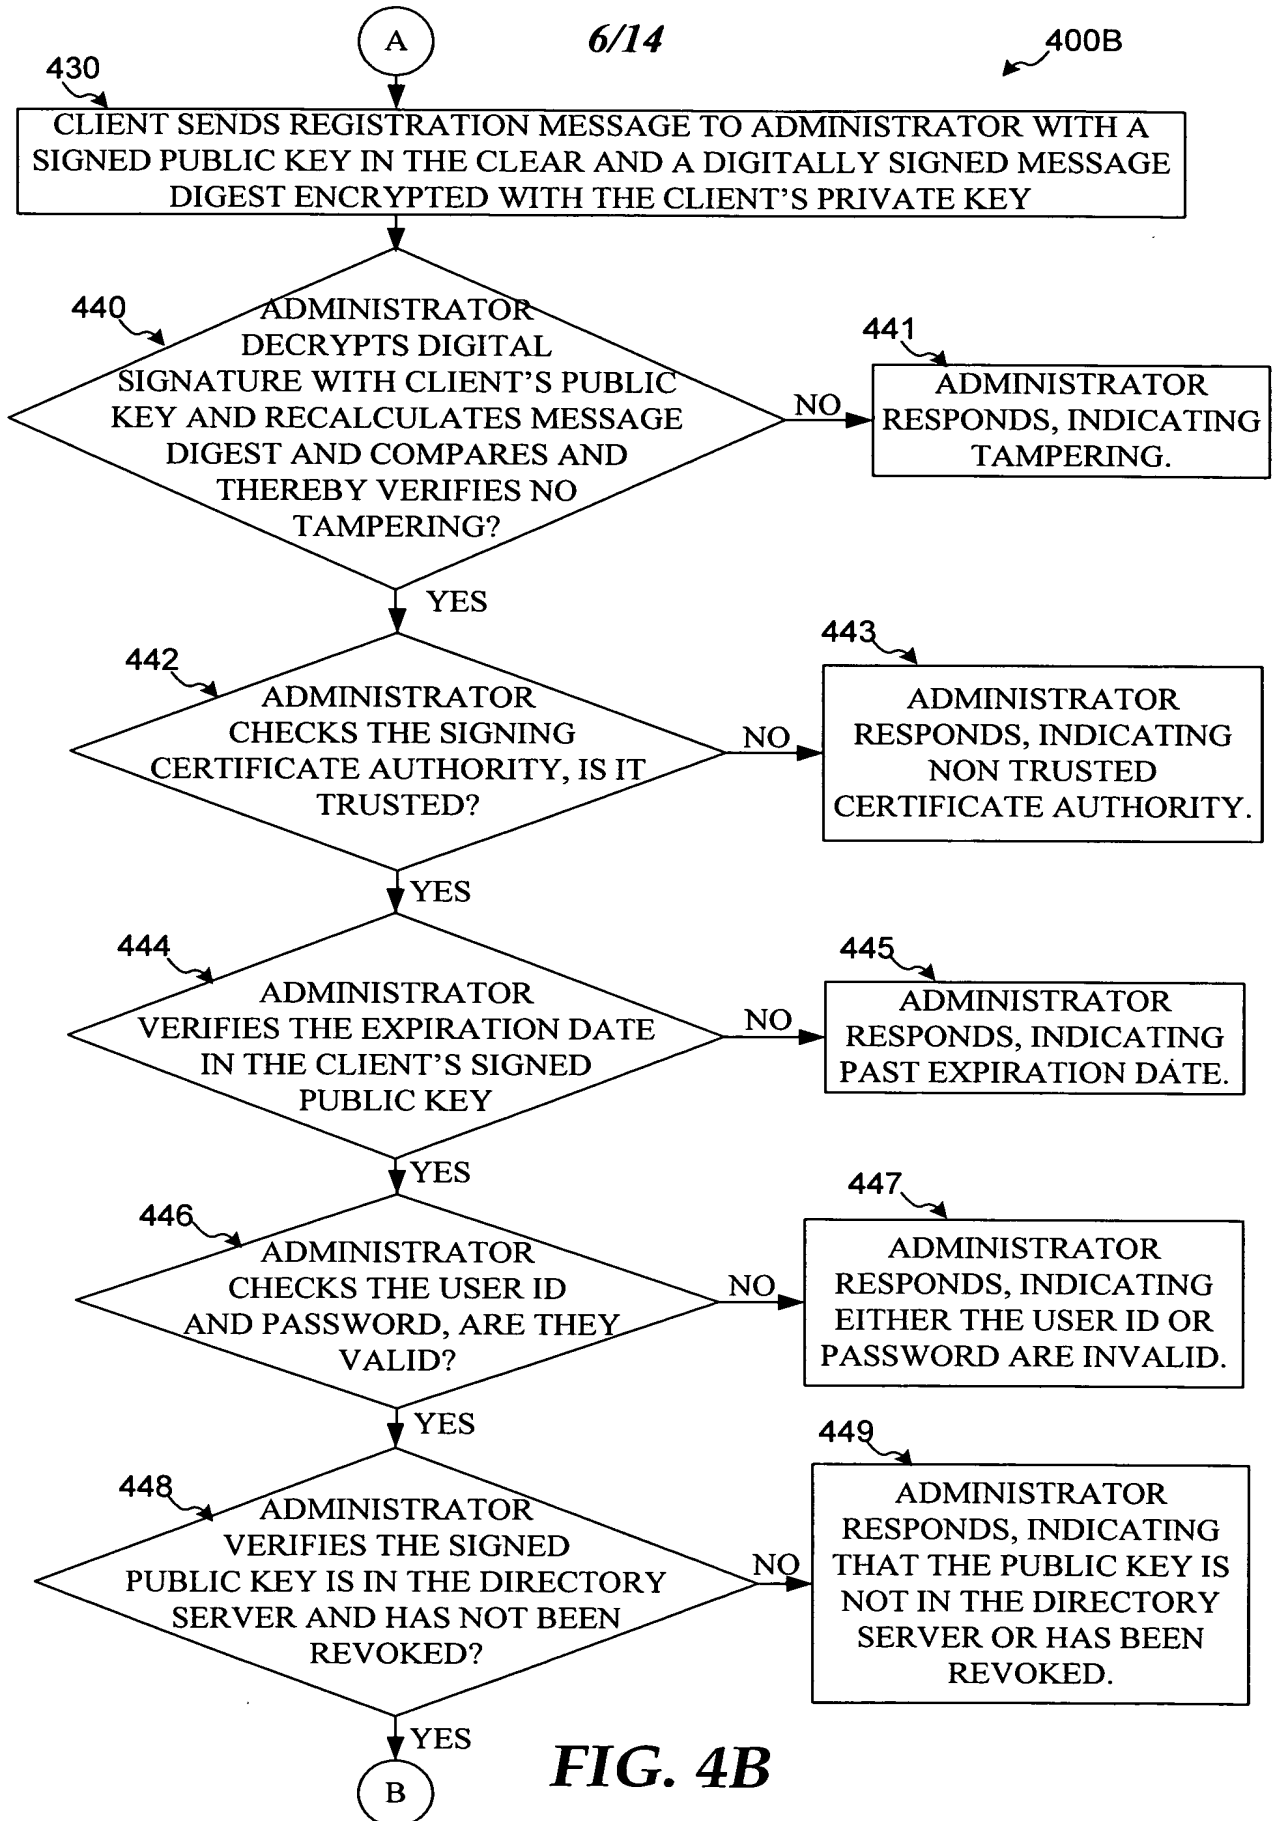 A
6/14
400B
430
CLIENT SENDS REGISTRATION MESSAGE TO ADMINISTRATOR WITH A
SIGNED PUBLIC KEY IN THE CLEAR AND A DIGITALLY SIGNED MESSAGE
DIGEST ENCRYPTED WITH THE CLIENT'S PRIVATE KEY
440
ADMINISTRATOR
DECRYPTS DIGITAL
SIGNATURE WITH CLIENT'S PUBLIC
KEY AND RECALCULATES MESSAGE
DIGEST AND COMPARES AND
THEREBY VERIFIES NO
TAMPERING?
NO
441
ADMINISTRATOR
RESPONDS, INDICATING
TAMPERING.
YES
442
ADMINISTRATOR
CHECKS THE SIGNING
CERTIFICATE AUTHORITY, IS IT
TRUSTED?
NO
443
ADMINISTRATOR
RESPONDS, INDICATING
NON TRUSTED
CERTIFICATE AUTHORITY.
YES
444
ADMINISTRATOR
VERIFIES THE EXPIRATION DATE
IN THE CLIENT'S SIGNED
PUBLIC KEY
NO
445
ADMINISTRATOR
RESPONDS, INDICATING
PAST EXPIRATION DATE.
YES
446
ADMINISTRATOR
CHECKS THE USER ID
AND PASSWORD, ARE THEY
VALID?
NO
447
ADMINISTRATOR
RESPONDS, INDICATING
EITHER THE USER ID OR
PASSWORD ARE INVALID.
YES
448
ADMINISTRATOR
VERIFIES THE SIGNED
PUBLIC KEY IS IN THE DIRECTORY
SERVER AND HAS NOT BEEN
REVOKED?
NO
449
ADMINISTRATOR
RESPONDS, INDICATING
THAT THE PUBLIC KEY IS
NOT IN THE DIRECTORY
SERVER OR HAS BEEN
REVOKED.
YES
B
FIG. 4B